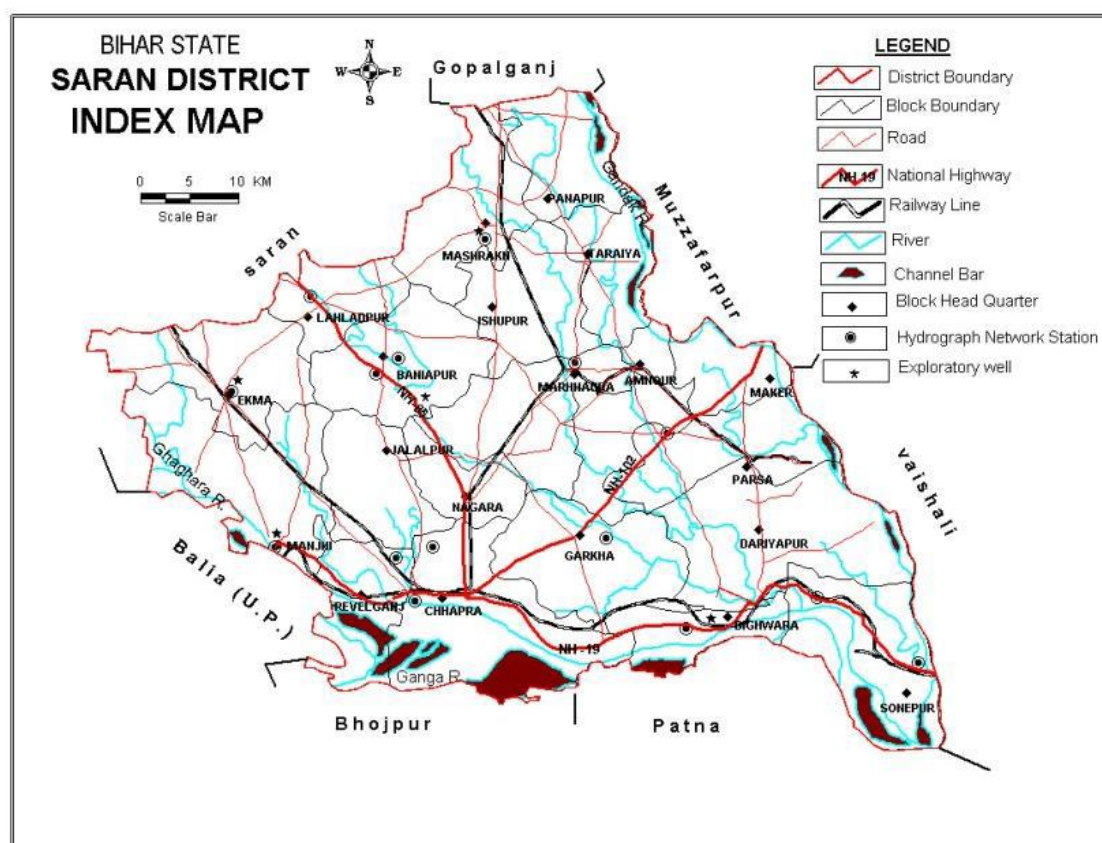 BIHAR STATE
SARAN DISTRICT
INDEX MAP
N
W E
S
0 5 10 KM
Scale Bar
LEGEND
District Boundary
Block Boundary
Road
NH 19 National Highway
Railway Line
River
Channel Bar
Block Head Quarter
Hydrograph Network Station
Exploratory well
Gopalganj
Muzzafarpur
vaishali
saran
Balia (U.P.)
Bhojpur
Patna
Gandak R.
Ghaghara R.
Ganga R.
PANAPUR
MASHRAKN
TARAIYA
ISHUPUR
LAHLADPUR
BANIAPUR
MARHHAURA
AMNOUR
MAKER
EKMA
NH-85
JALALPUR
NH-102
PARSA
NAGARA
GARKHA
DARIYAPUR
MANJHI
REVELGANJ
CHHAPRA
DIGHWARA
NH -19
SONEPUR